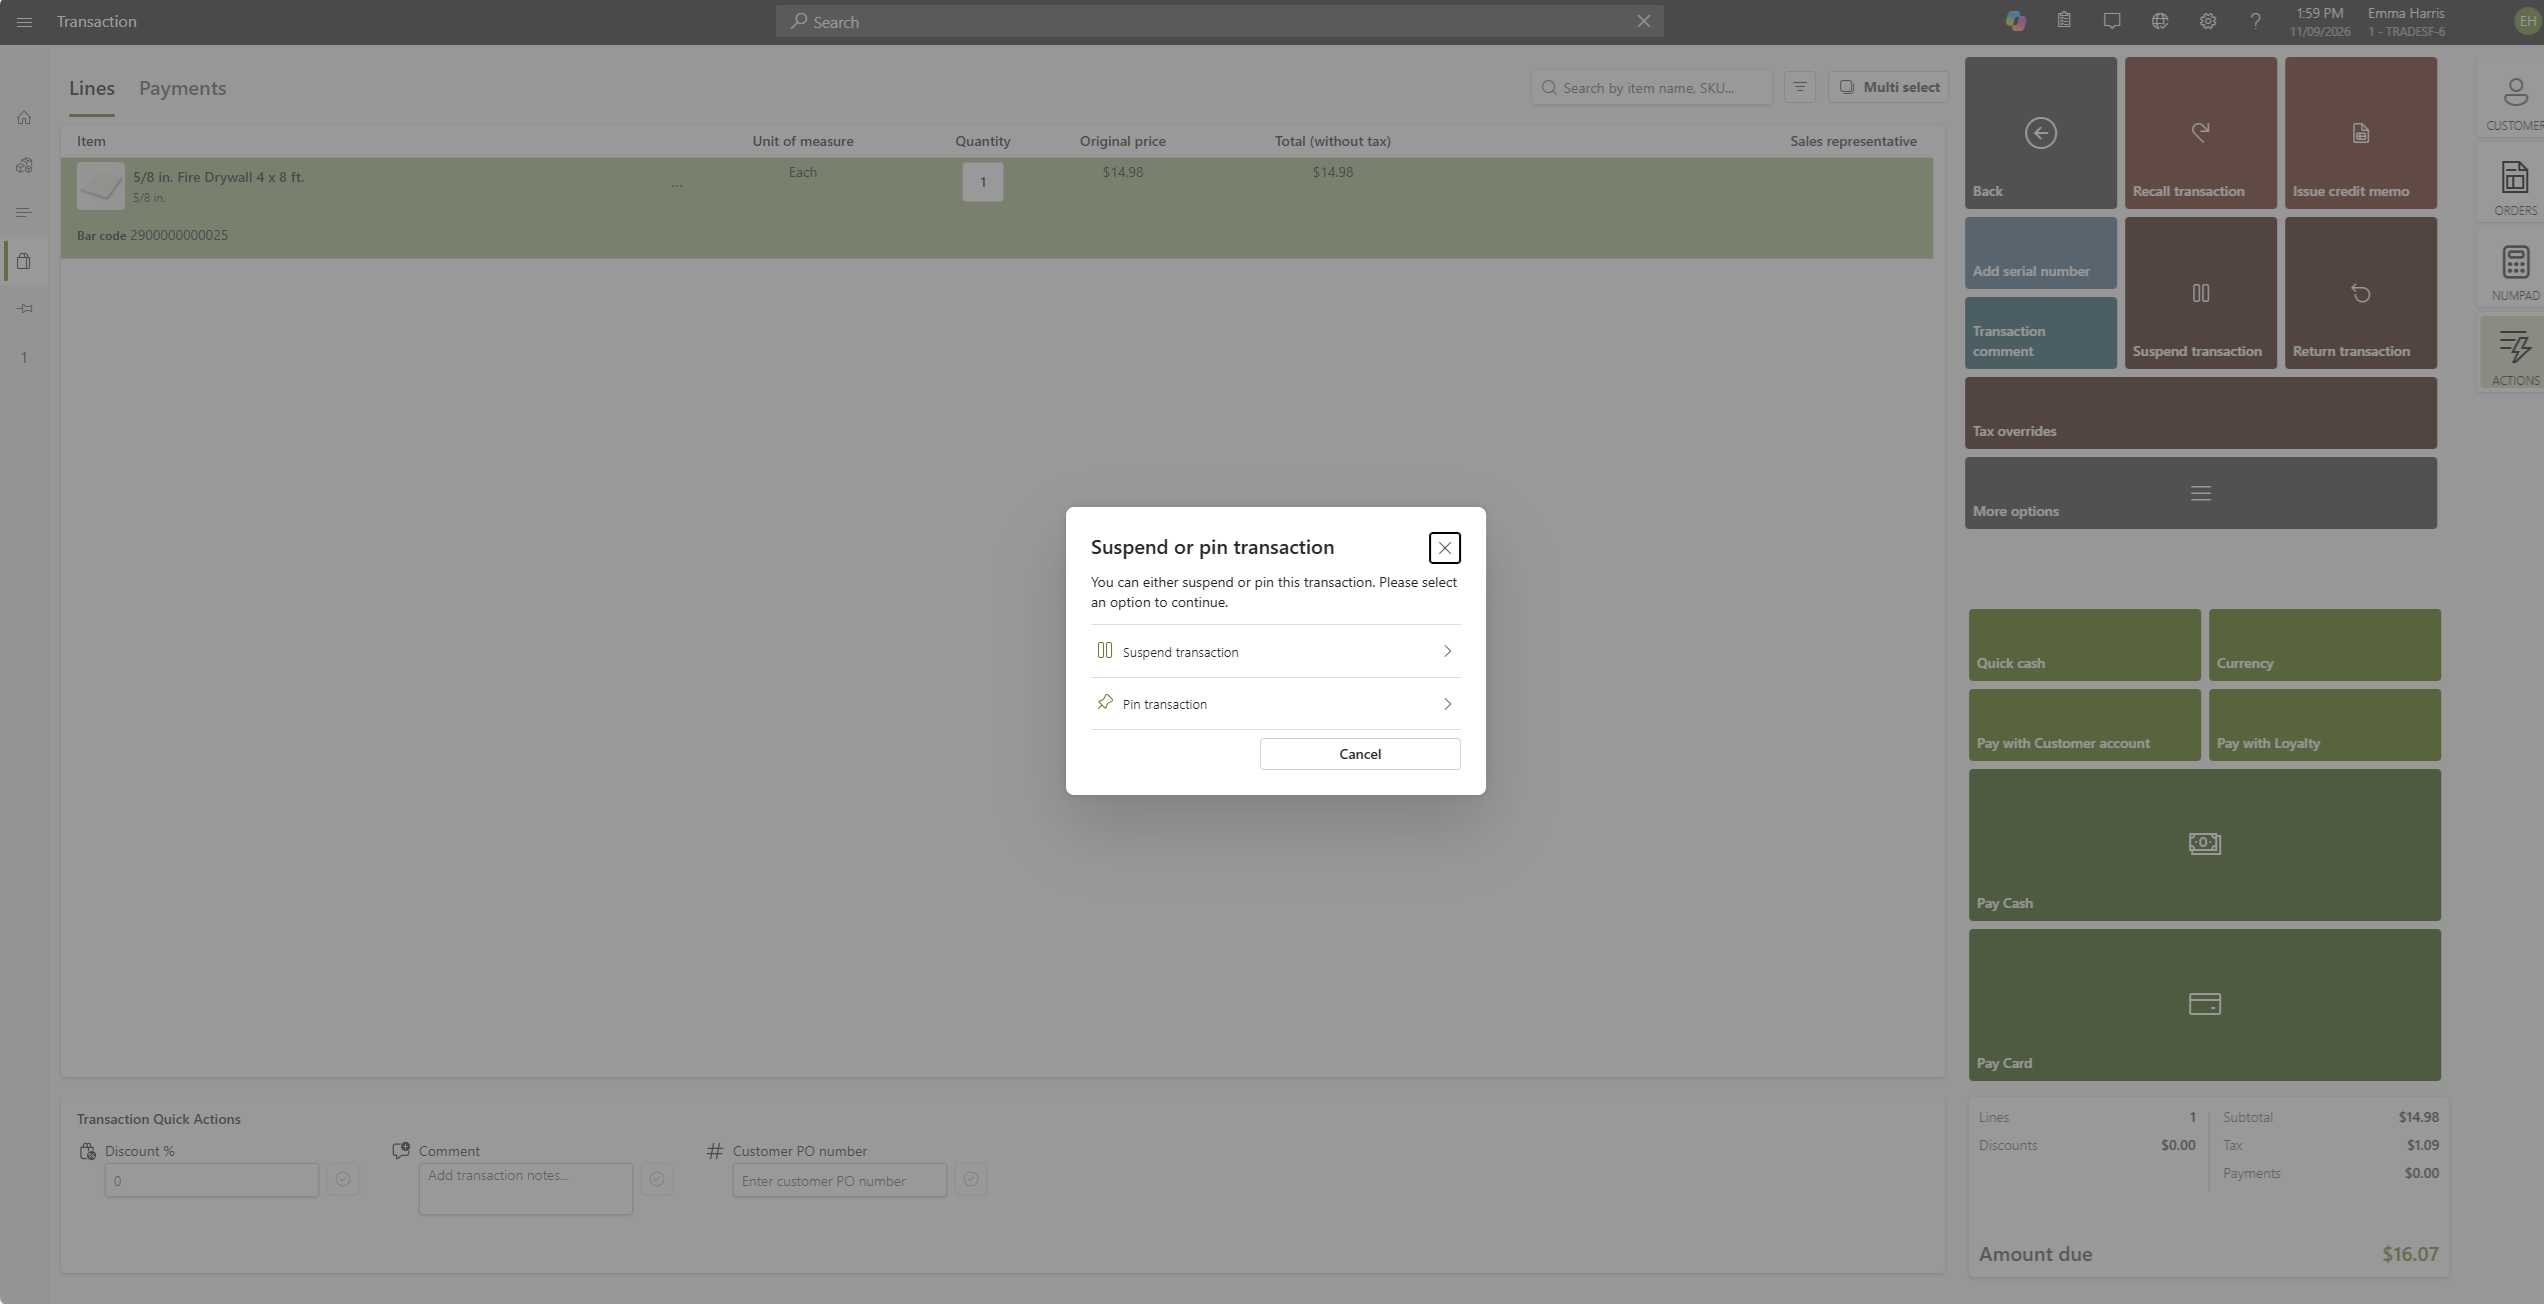 Transaction
Search
1:59 PM
11/09/2026
Emma Harris
1 - TRADESF-6
EH
Lines
Payments
Search by item name, SKU...
Multi select
Item
Unit of measure
Quantity
Original price
Total (without tax)
Sales representative
5/8 in. Fire Drywall 4 x 8 ft.
5/8 in.
...
Each
1
$14.98
$14.98
Bar code 2900000000025
1
Back
Recall transaction
Issue credit memo
Add serial number
Transaction
comment
Suspend transaction
Return transaction
Tax overrides
More options
CUSTOMER
ORDERS
NUMPAD
ACTIONS
Suspend or pin transaction
You can either suspend or pin this transaction. Please select
an option to continue.
Suspend transaction
Pin transaction
Cancel
Quick cash
Currency
Pay with Customer account
Pay with Loyalty
Pay Cash
Pay Card
Transaction Quick Actions
Discount %
0
Comment
Add transaction notes...
Customer PO number
Enter customer PO number
Lines 1
Discounts $0.00
Subtotal $14.98
Tax $1.09
Payments $0.00
Amount due $16.07